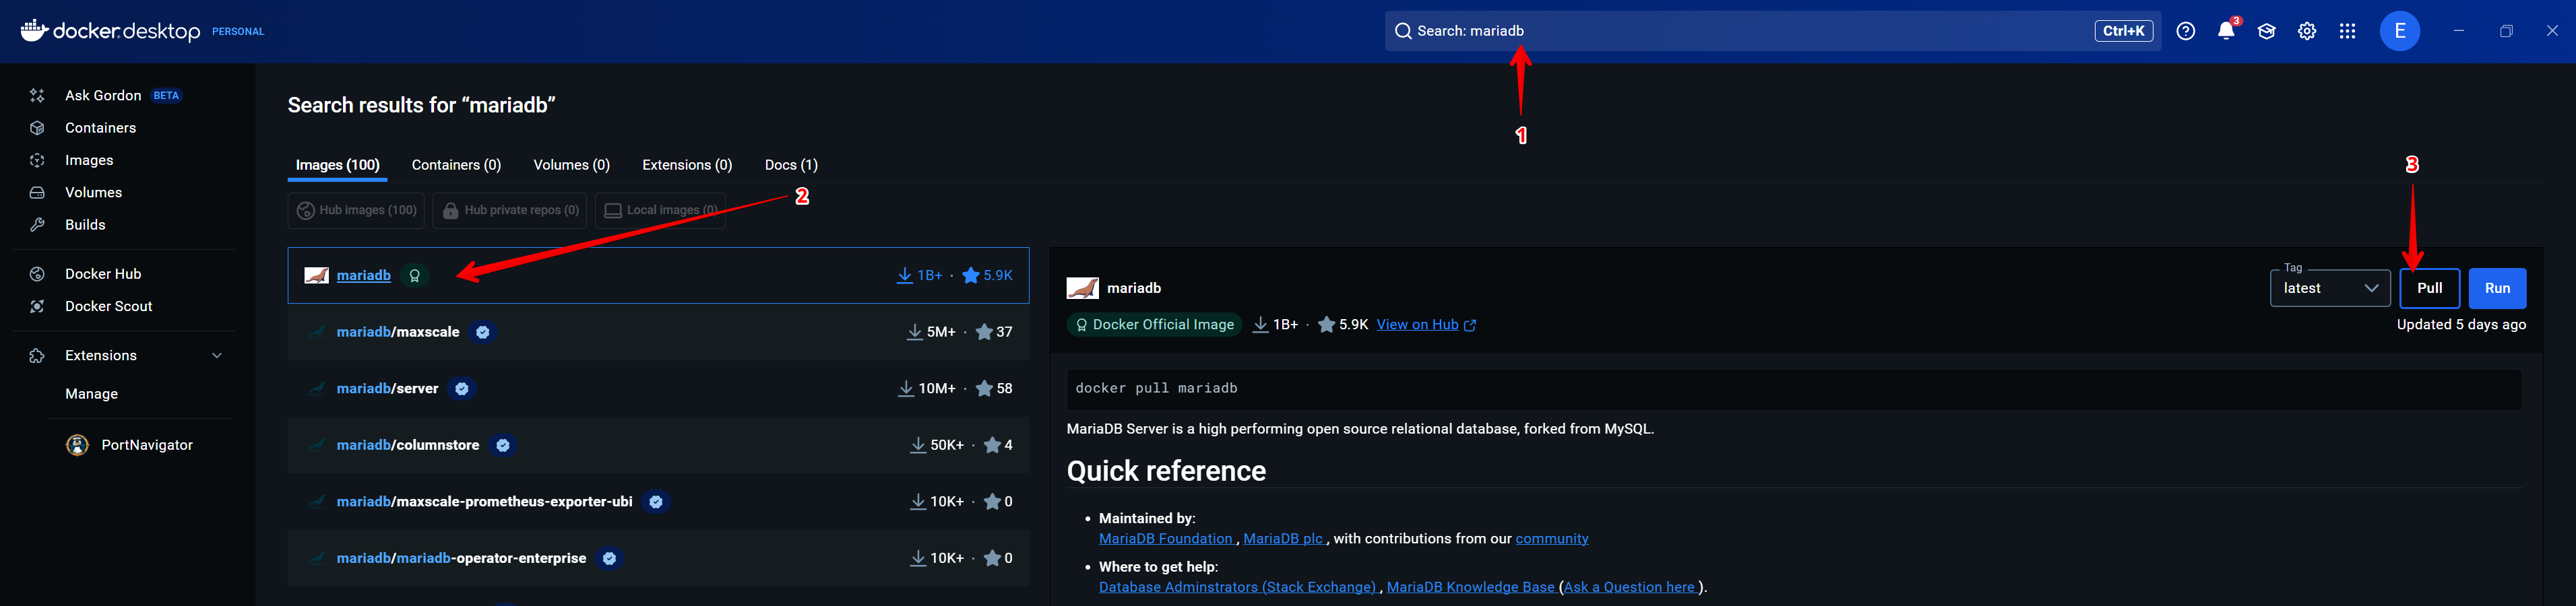 docker.desktop PERSONAL
Search: mariadb Ctrl+K
3
E
Ask Gordon BETA
Containers
Images
Volumes
Builds
Docker Hub
Docker Scout
Extensions
Manage
PortNavigator
Search results for “mariadb”
1
Images (100) Containers (0) Volumes (0) Extensions (0) Docs (1)
2
Hub images (100) Hub private repos (0) Local images (0)
mariadb 1B+ · 5.9K
mariadb/maxscale 5M+ · 37
mariadb/server 10M+ · 58
mariadb/columnstore 50K+ · 4
mariadb/maxscale-prometheus-exporter-ubi 10K+ · 0
mariadb/mariadb-operator-enterprise 10K+ · 0
3
mariadb
Tag
latest
Pull
Run
Docker Official Image 1B+ · 5.9K View on Hub
Updated 5 days ago
docker pull mariadb
MariaDB Server is a high performing open source relational database, forked from MySQL.
Quick reference
• Maintained by:
MariaDB Foundation , MariaDB plc , with contributions from our community
• Where to get help:
Database Adminstrators (Stack Exchange) , MariaDB Knowledge Base (Ask a Question here ).